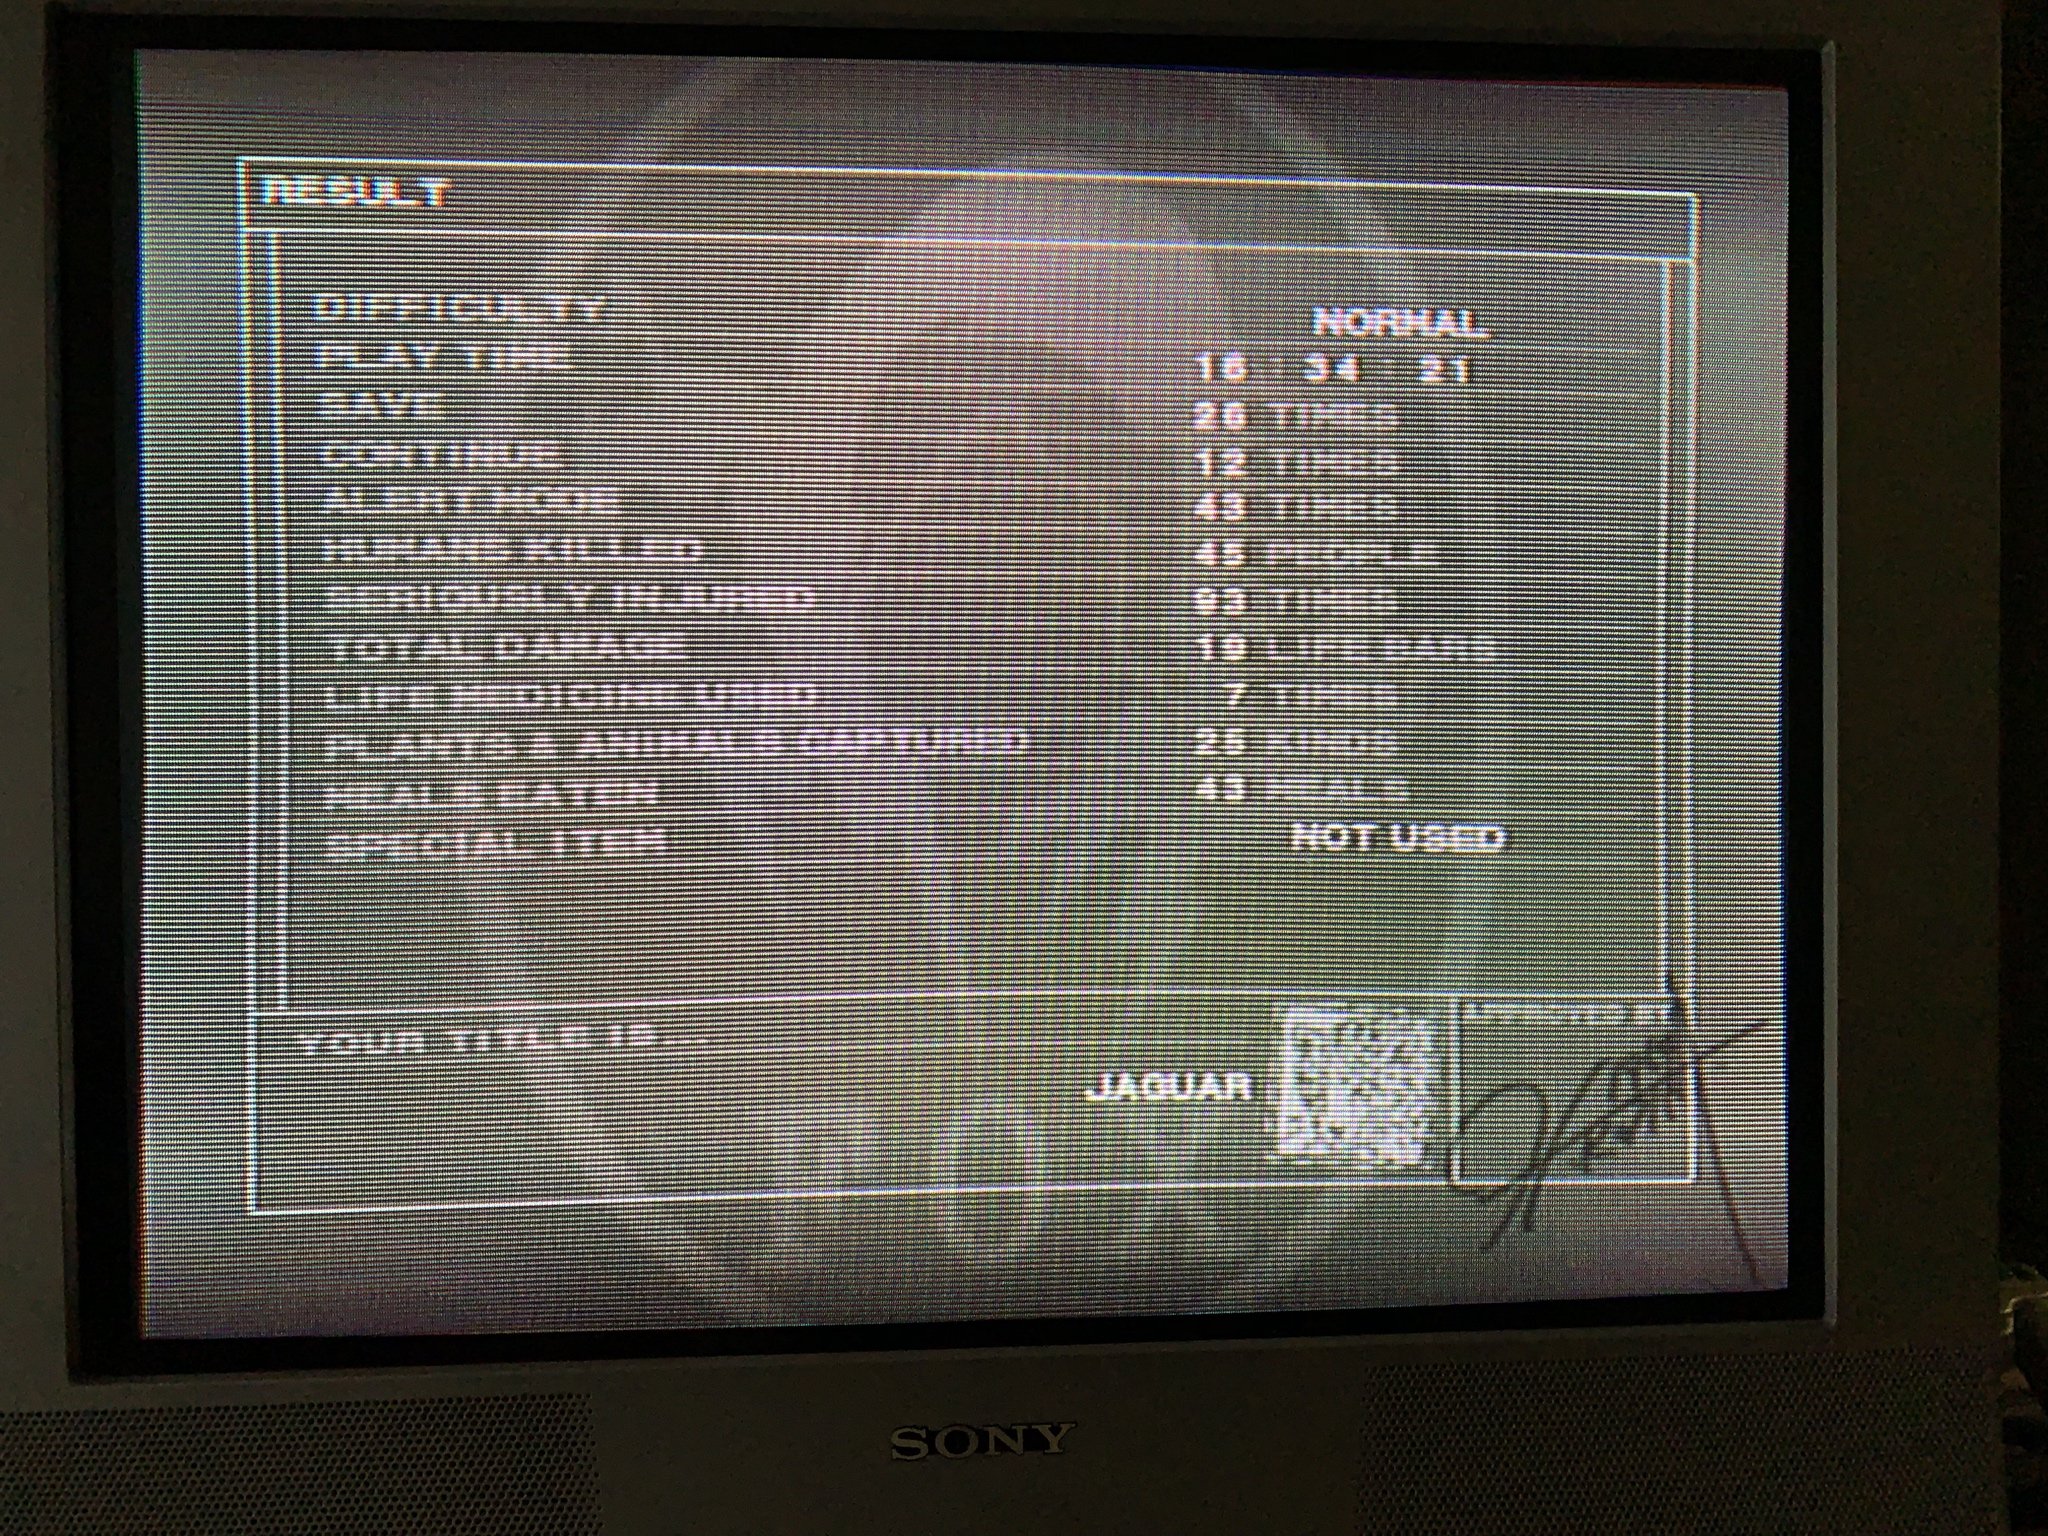 RESULT
DIFFICULTY NORMAL
PLAY TIME 16 : 34 : 21
SAVE 26 TIMES
CONTINUE 12 TIMES
ALERT MODE 43 TIMES
HUMANS KILLED 45 PEOPLE
SERIOUSLY INJURED 93 TIMES
TOTAL DAMAGE 19 LIFE BARS
LIFE MEDICINE USED 7 TIMES
PLANTS & ANIMALS CAPTURED 25 KINDS
MEALS EATEN 43 MEALS
SPECIAL ITEM NOT USED
YOUR TITLE IS...
APPROVED BY
JAGUAR
SONY